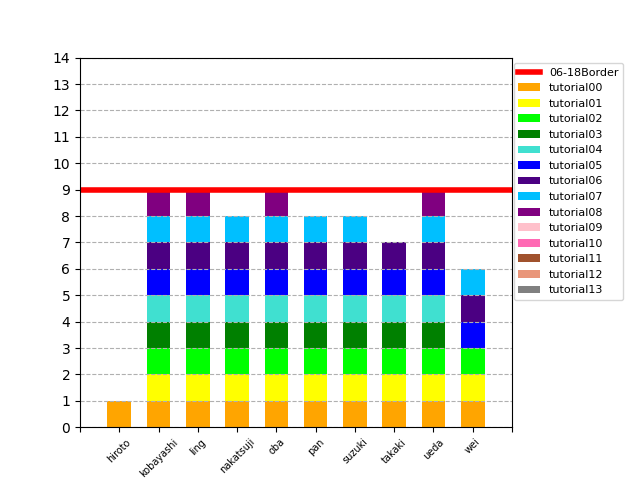 14
13
12
11
10
9
8
7
6
5
4
3
2
1
0
hiroto
kobayashi
ling
nakatsuji
oba
pan
suzuki
takaki
ueda
wei
06-18Border
tutorial00
tutorial01
tutorial02
tutorial03
tutorial04
tutorial05
tutorial06
tutorial07
tutorial08
tutorial09
tutorial10
tutorial11
tutorial12
tutorial13